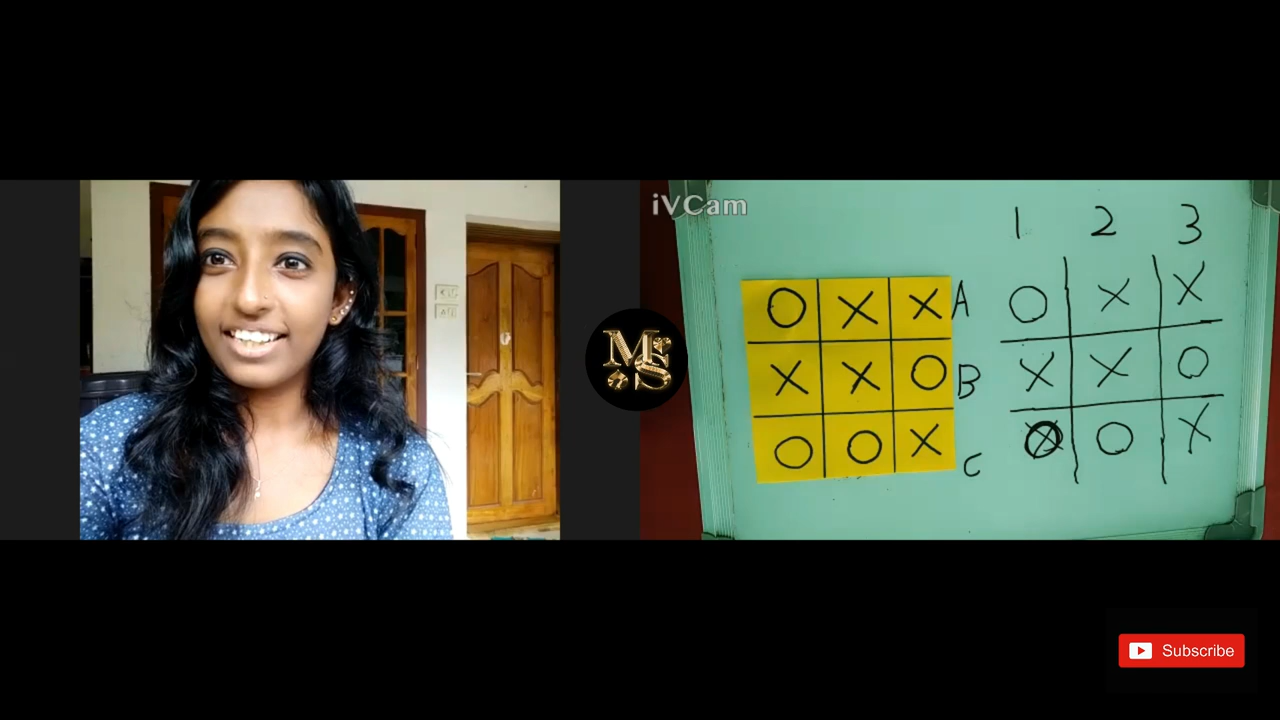 iVCam
1 2 3
O X X
X X O
O O X
A O X X
B X X O
C O O X
M S
Subscribe